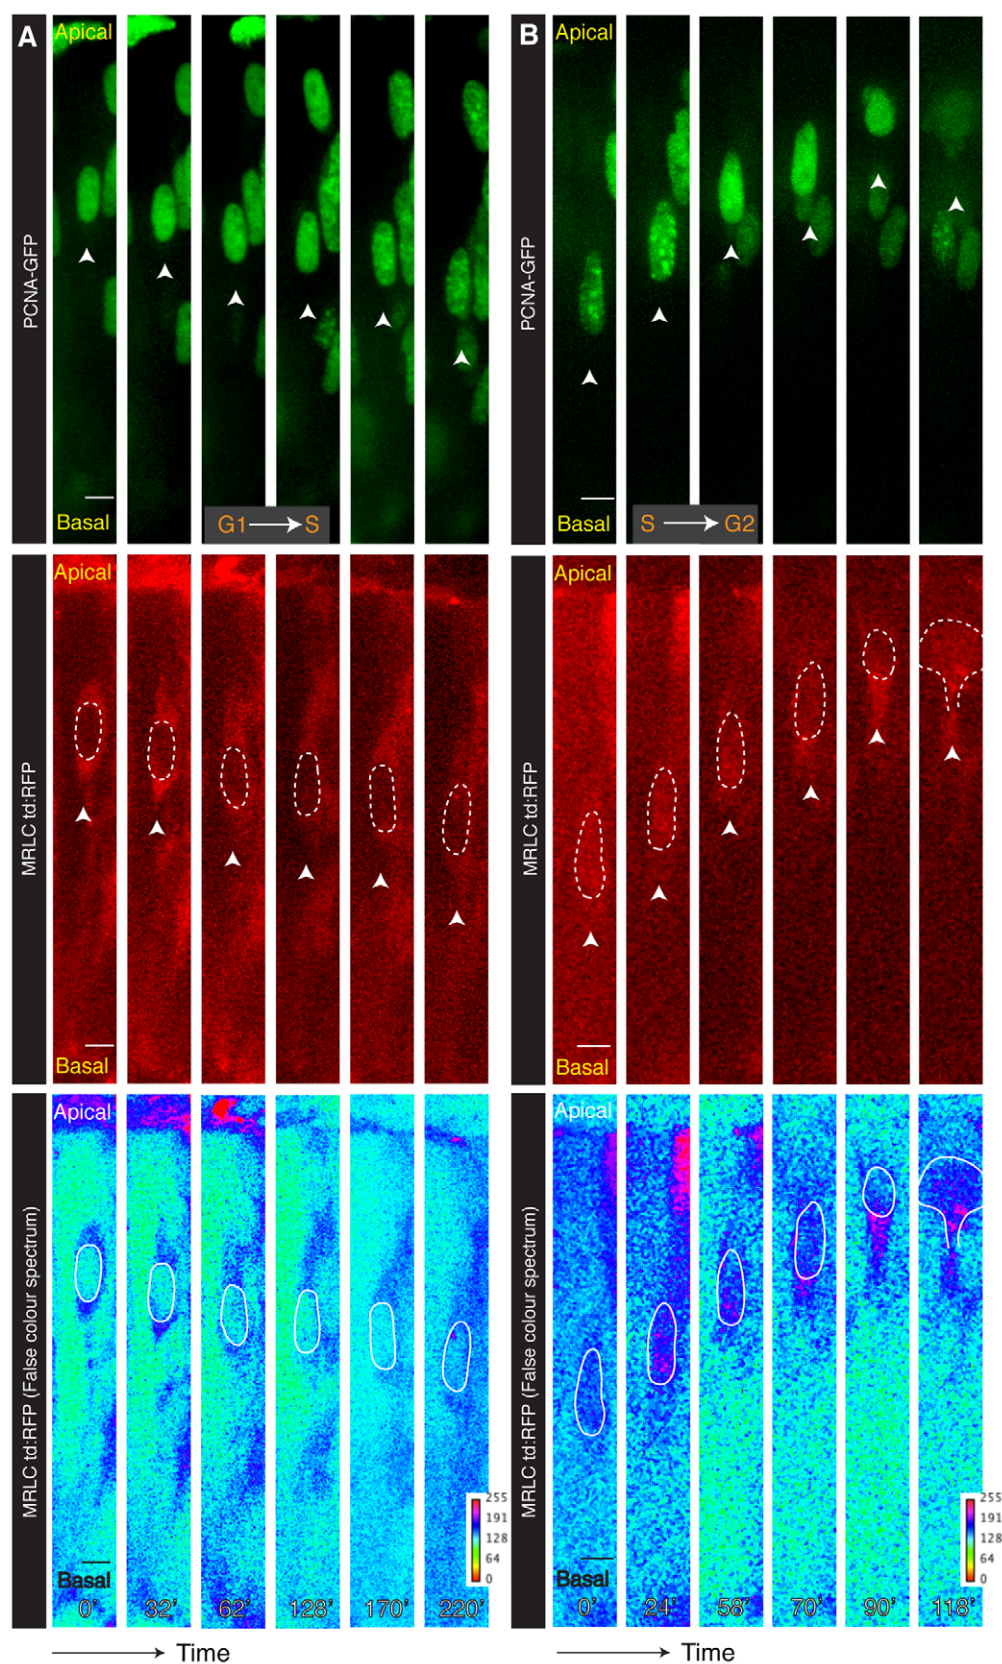 A
Apical
PCNA-GFP
Basal
G1 → S
B
Apical
PCNA-GFP
Basal
S → G2
Apical
MRLC td:RFP
Basal
Apical
MRLC td:RFP
Basal
Apical
MRLC td:RFP (False colour spectrum)
255
191
128
64
0
Basal
0' 32' 62' 128' 170' 220'
Time
Apical
MRLC td:RFP (False colour spectrum)
255
191
128
64
0
Basal
0' 24' 58' 70' 90' 118'
Time